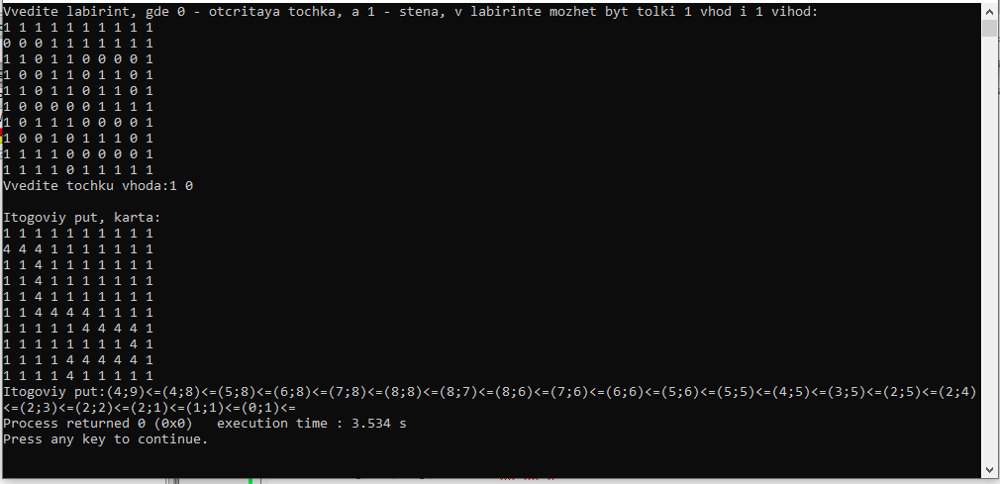 Vvedite labirint, gde 0 - otcritaya tochka, a 1 - stena, v labirinte mozhet byt tolki 1 vhod i 1 vihod:
1 1 1 1 1 1 1 1 1 1
0 0 0 1 1 1 1 1 1 1
1 1 0 1 1 0 0 0 0 1
1 0 0 1 1 0 1 1 0 1
1 1 0 1 1 0 1 1 0 1
1 0 0 0 0 0 1 1 1 1
1 0 1 1 1 0 0 0 0 1
1 0 0 1 0 1 1 1 0 1
1 1 1 1 0 0 0 0 0 1
1 1 1 1 0 1 1 1 1 1
Vvedite tochku vhoda:1 0
Itogoviy put, karta:
1 1 1 1 1 1 1 1 1 1
4 4 4 1 1 1 1 1 1 1
1 1 4 1 1 1 1 1 1 1
1 1 4 1 1 1 1 1 1 1
1 1 4 1 1 1 1 1 1 1
1 1 4 4 4 4 1 1 1 1
1 1 1 1 1 4 4 4 4 1
1 1 1 1 1 1 1 1 4 1
1 1 1 1 4 4 4 4 4 1
1 1 1 1 4 1 1 1 1 1
Itogoviy put:(4;9)<=(4;8)<=(5;8)<=(6;8)<=(7;8)<=(8;8)<=(8;7)<=(8;6)<=(7;6)<=(6;6)<=(5;6)<=(5;5)<=(4;5)<=(3;5)<=(2;5)<=(2;4)
<=(2;3)<=(2;2)<=(2;1)<=(1;1)<=(0;1)<=
Process returned 0 (0x0)   execution time : 3.534 s
Press any key to continue.